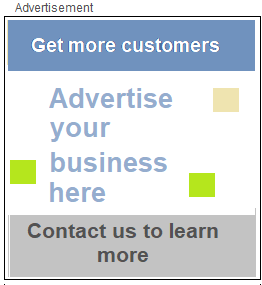 Advertisement
Get more customers
Advertise
your
business
here
Contact us to learn
more